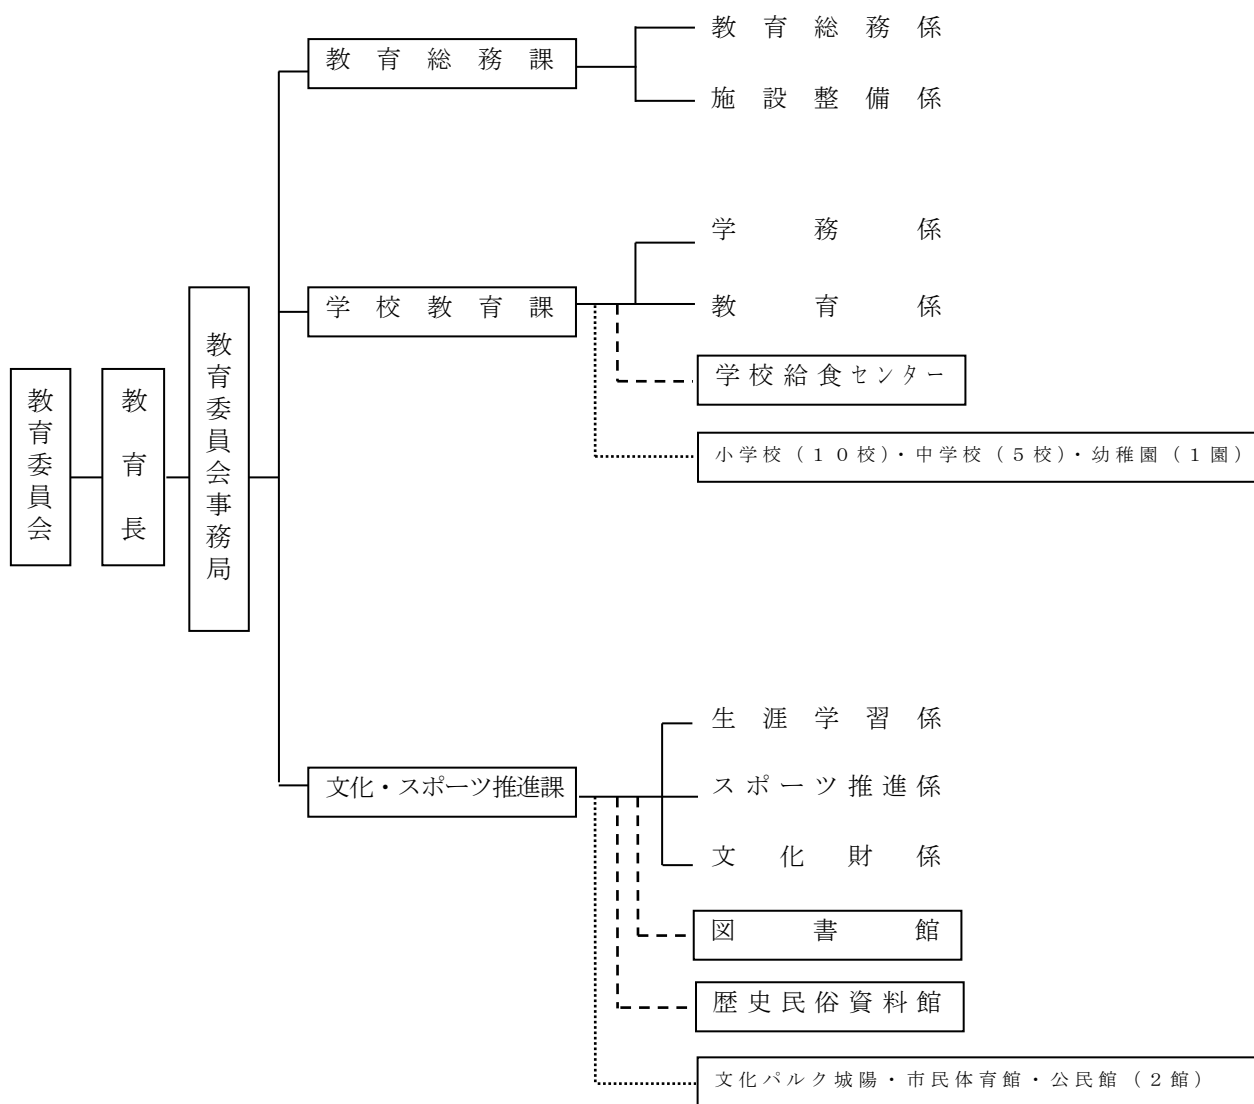 教育委員会
教育長
教育委員会事務局
教育総務課
教育総務係
施設整備係
学校教育課
学務係
教育係
学校給食センター
小学校(10校)・中学校(5校)・幼稚園(1園)
文化・スポーツ推進課
生涯学習係
スポーツ推進係
文化財係
図書館
歴史民俗資料館
文化パルク城陽・市民体育館・公民館(2館)